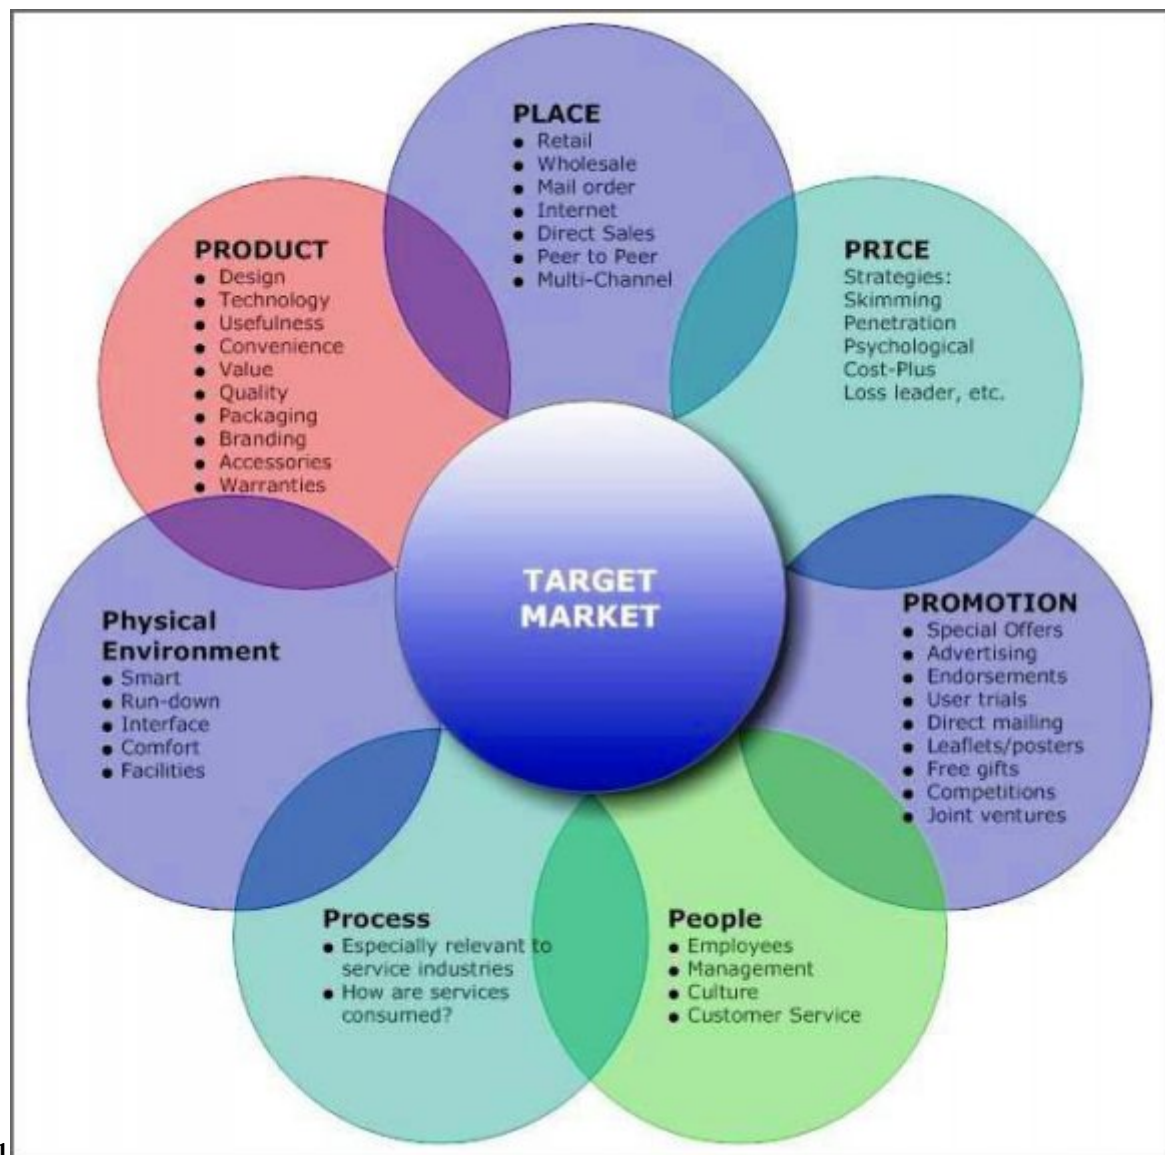 PLACE
● Retail
● Wholesale
● Mail order
● Internet
● Direct Sales
● Peer to Peer
● Multi-Channel
PRODUCT
● Design
● Technology
● Usefulness
● Convenience
● Value
● Quality
● Packaging
● Branding
● Accessories
● Warranties
PRICE
Strategies:
Skimming
Penetration
Psychological
Cost-Plus
Loss leader, etc.
TARGET
MARKET
Physical
Environment
● Smart
● Run-down
● Interface
● Comfort
● Facilities
PROMOTION
● Special Offers
● Advertising
● Endorsements
● User trials
● Direct mailing
● Leaflets/posters
● Free gifts
● Competitions
● Joint ventures
Process
● Especially relevant to
service industries
● How are services
consumed?
People
● Employees
● Management
● Culture
● Customer Service